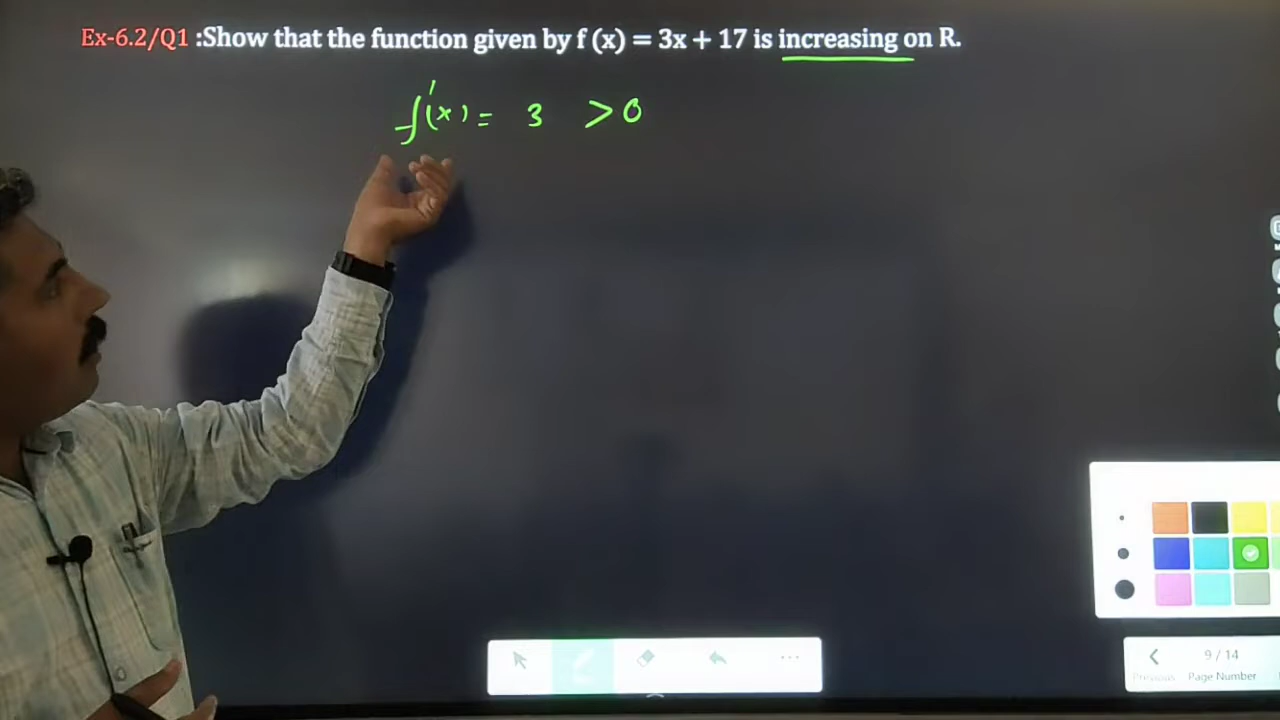 Ex-6.2/Q1 :Show that the function given by f (x) = 3x + 17 is increasing on R.
f'(x) = 3 > 0
9 / 14
Previous Page Number